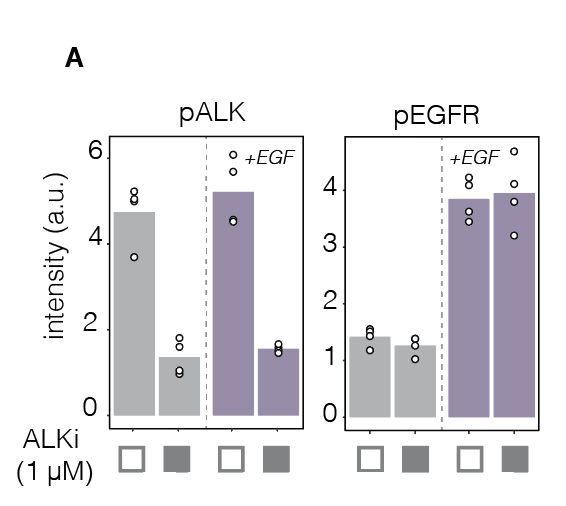 A
pALK
pEGFR
intensity (a.u.)
6
4
2
0
+EGF
4
3
2
1
0
+EGF
ALKi
(1 µM)